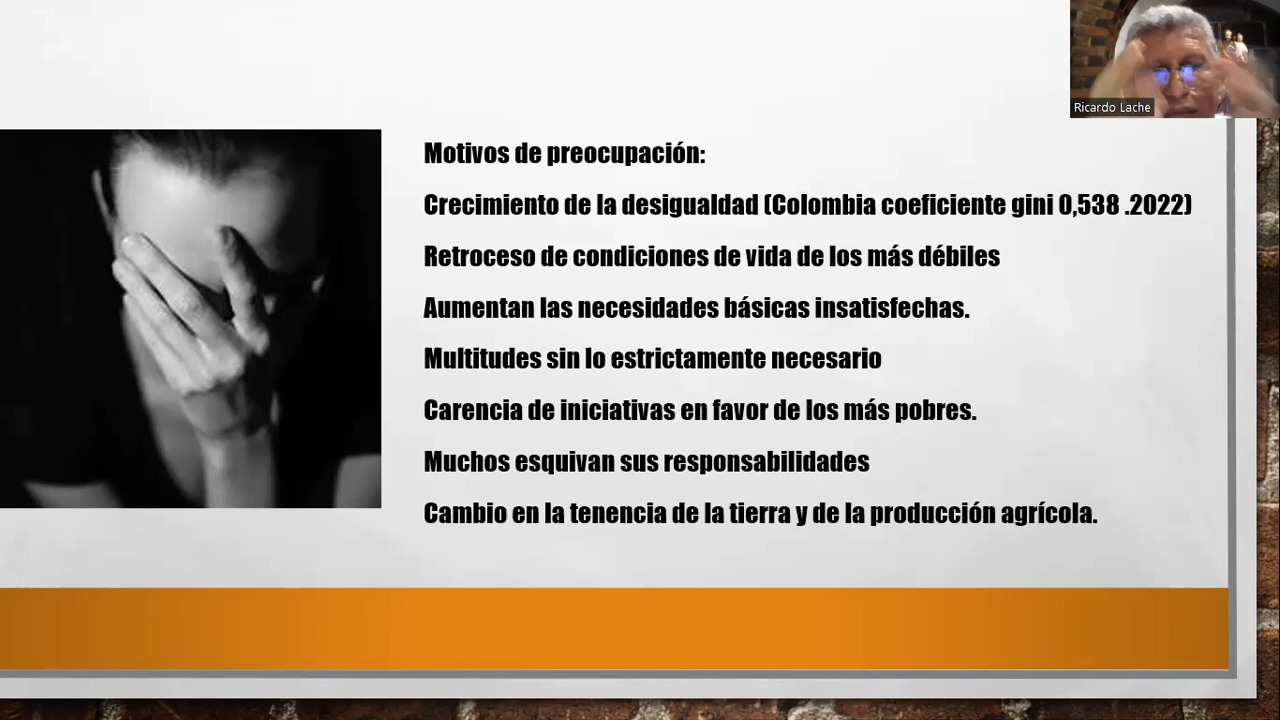 Ricardo Lache
Motivos de preocupación:
Crecimiento de la desigualdad (Colombia coeficiente gini 0,538 .2022)
Retroceso de condiciones de vida de los más débiles
Aumentan las necesidades básicas insatisfechas.
Multitudes sin lo estrictamente necesario
Carencia de iniciativas en favor de los más pobres.
Muchos esquivan sus responsabilidades
Cambio en la tenencia de la tierra y de la producción agrícola.